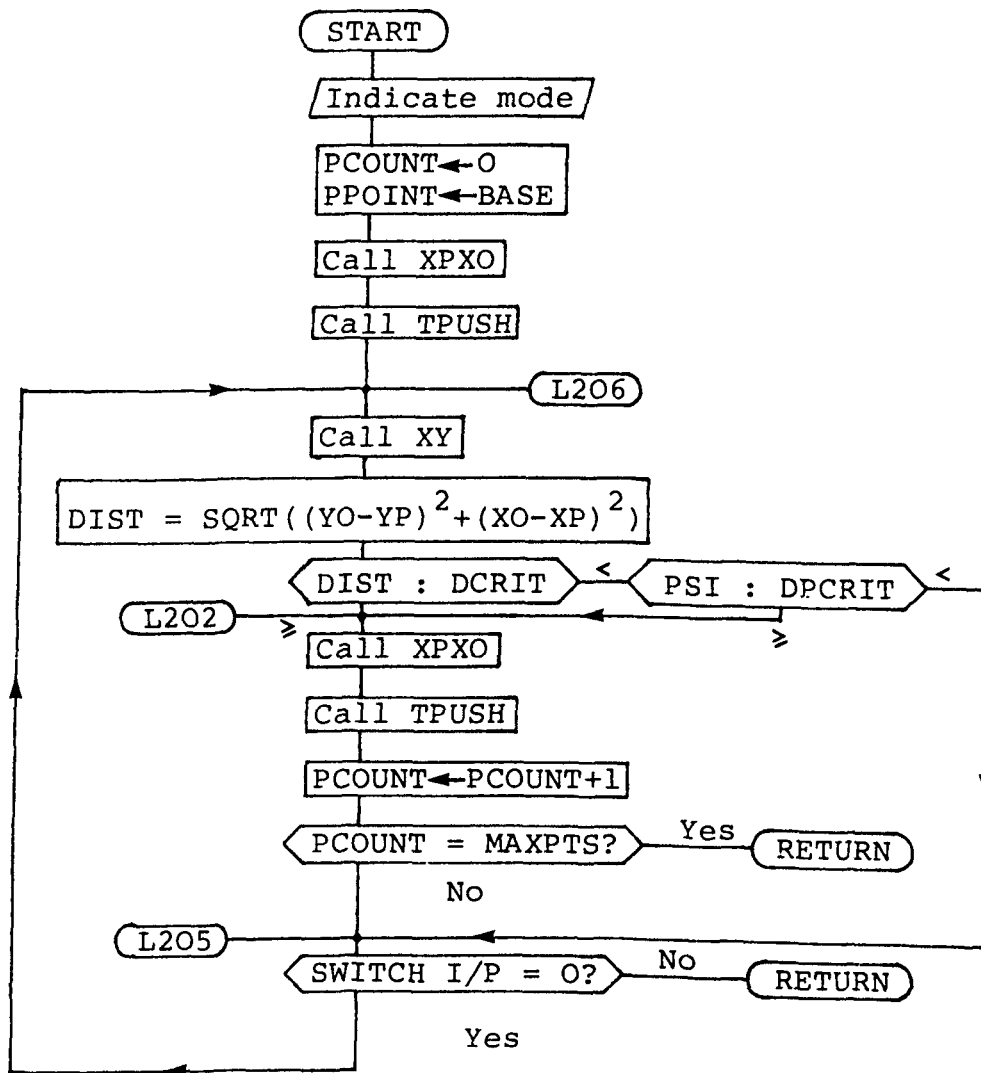 START
Indicate mode
PCOUNT←O
PPOINT←BASE
Call XPXO
Call TPUSH
L2O6
Call XY
DIST = SQRT((YO-YP)²+(XO-XP)²)
DIST : DCRIT
<
PSI : DPCRIT
<
L2O2
≥
≥
Call XPXO
Call TPUSH
PCOUNT←PCOUNT+1
PCOUNT = MAXPTS?
Yes
RETURN
No
L2O5
SWITCH I/P = O?
No
RETURN
Yes